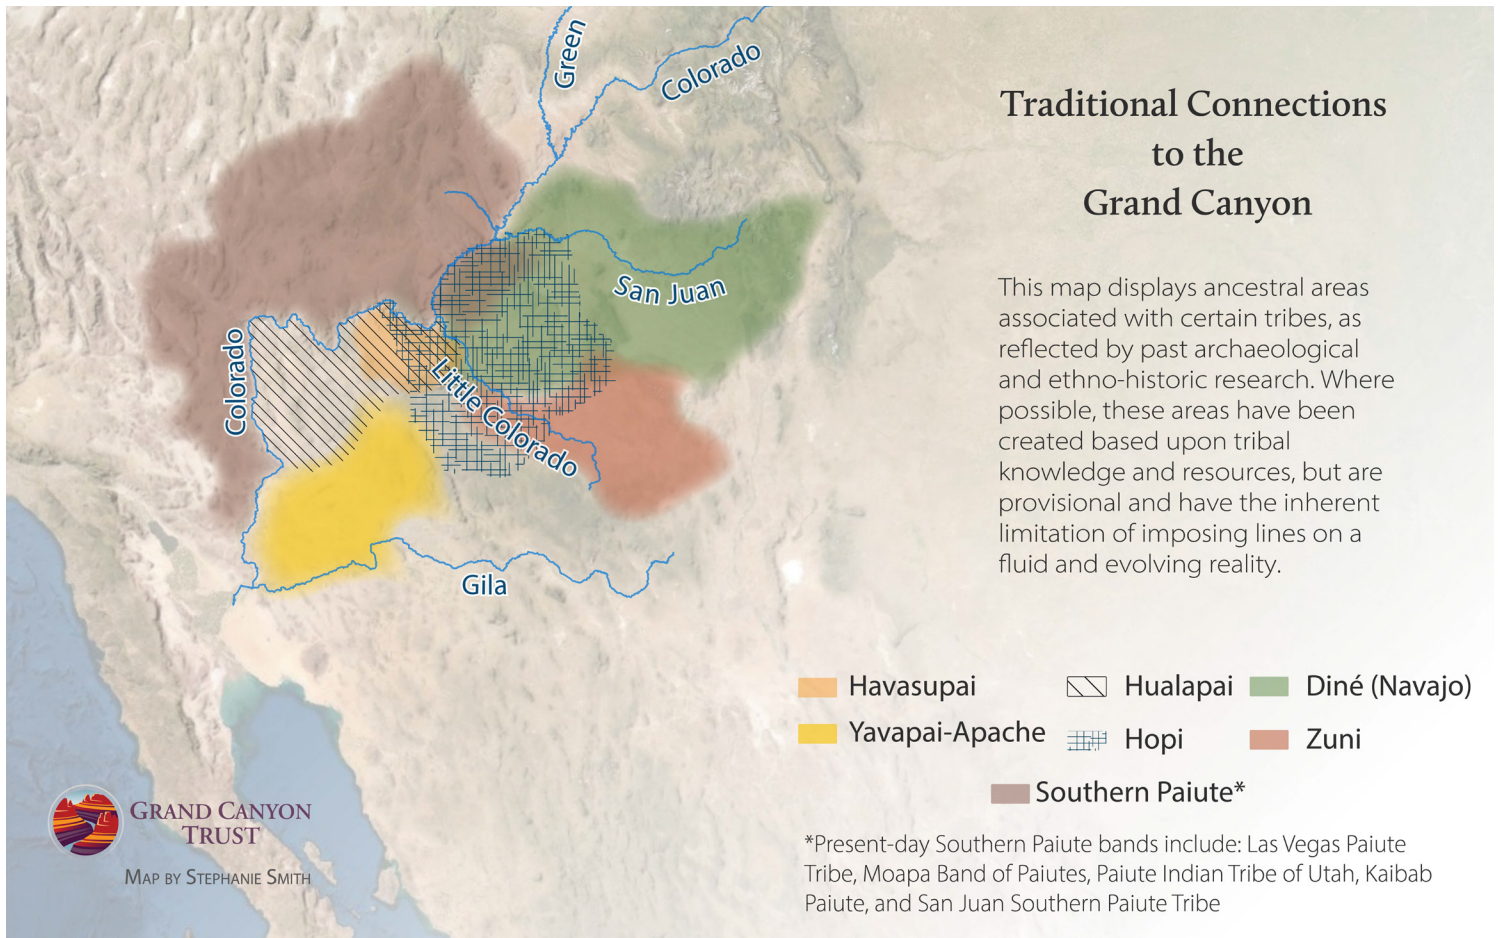 Green
Colorado
Traditional Connections
to the
Grand Canyon
This map displays ancestral areas
associated with certain tribes, as
reflected by past archaeological
and ethno-historic research. Where
possible, these areas have been
created based upon tribal
knowledge and resources, but are
provisional and have the inherent
limitation of imposing lines on a
fluid and evolving reality.
San Juan
Colorado
Little Colorado
Gila
Havasupai
Hualapai
Diné (Navajo)
Yavapai-Apache
Hopi
Zuni
Southern Paiute*
*Present-day Southern Paiute bands include: Las Vegas Paiute
Tribe, Moapa Band of Paiutes, Paiute Indian Tribe of Utah, Kaibab
Paiute, and San Juan Southern Paiute Tribe
GRAND CANYON
TRUST
MAP BY STEPHANIE SMITH